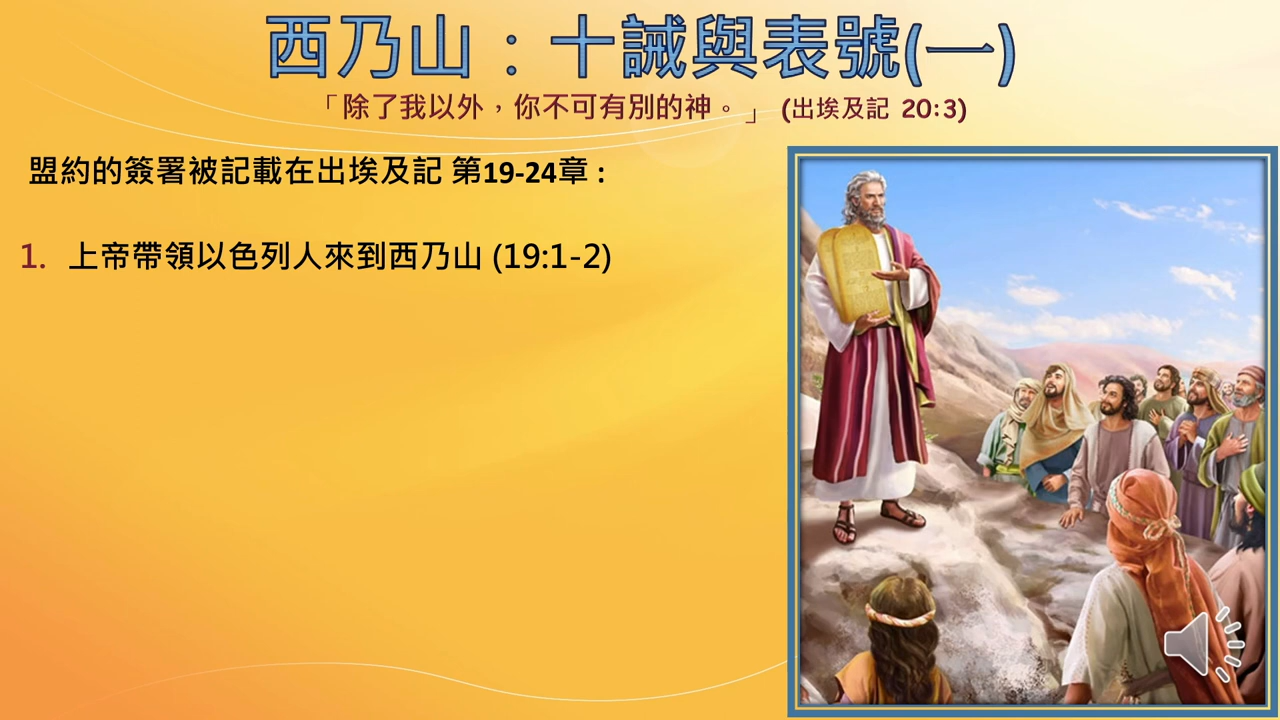 西乃山：十誡與表號(一)
「除了我以外，你不可有別的神。」 (出埃及記 20:3)
盟約的簽署被記載在出埃及記 第19-24章 :
1. 上帝帶領以色列人來到西乃山 (19:1-2)